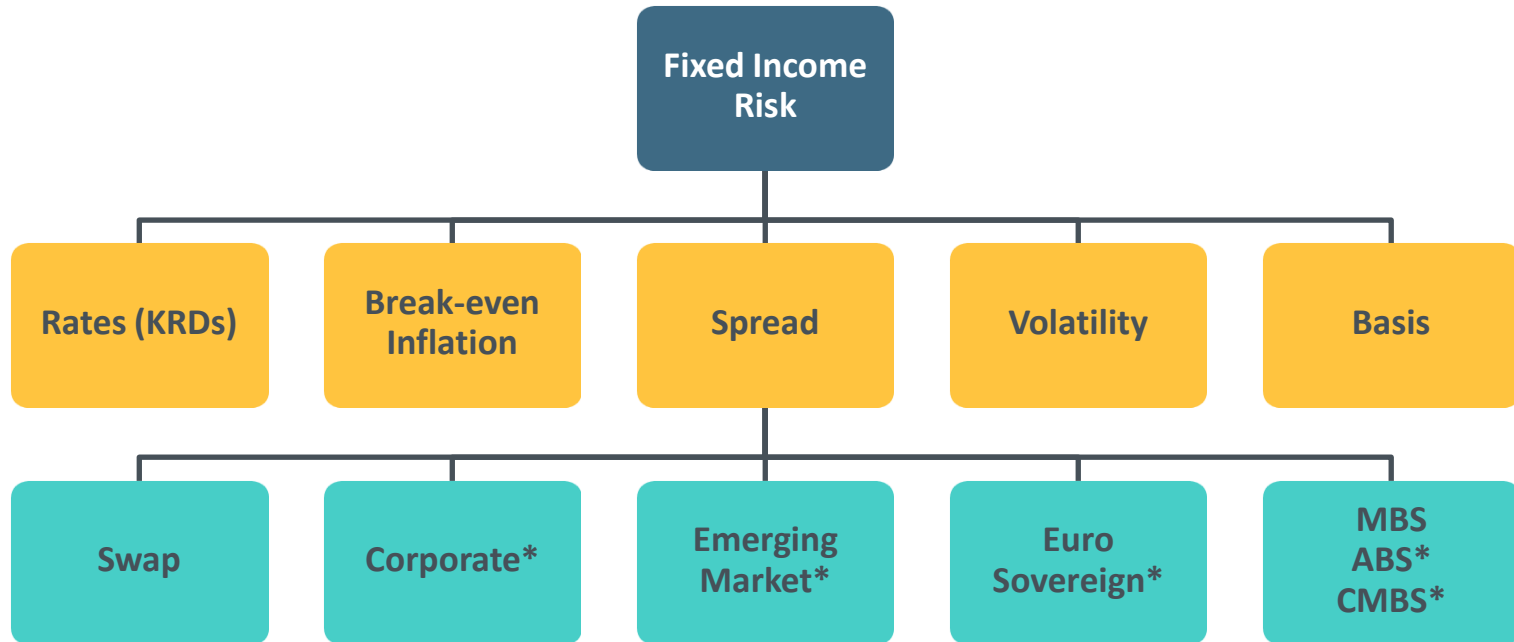 Fixed Income
Risk
Rates (KRDs)
Break-even
Inflation
Spread
Volatility
Basis
Swap
Corporate*
Emerging
Market*
Euro
Sovereign*
MBS
ABS*
CMBS*